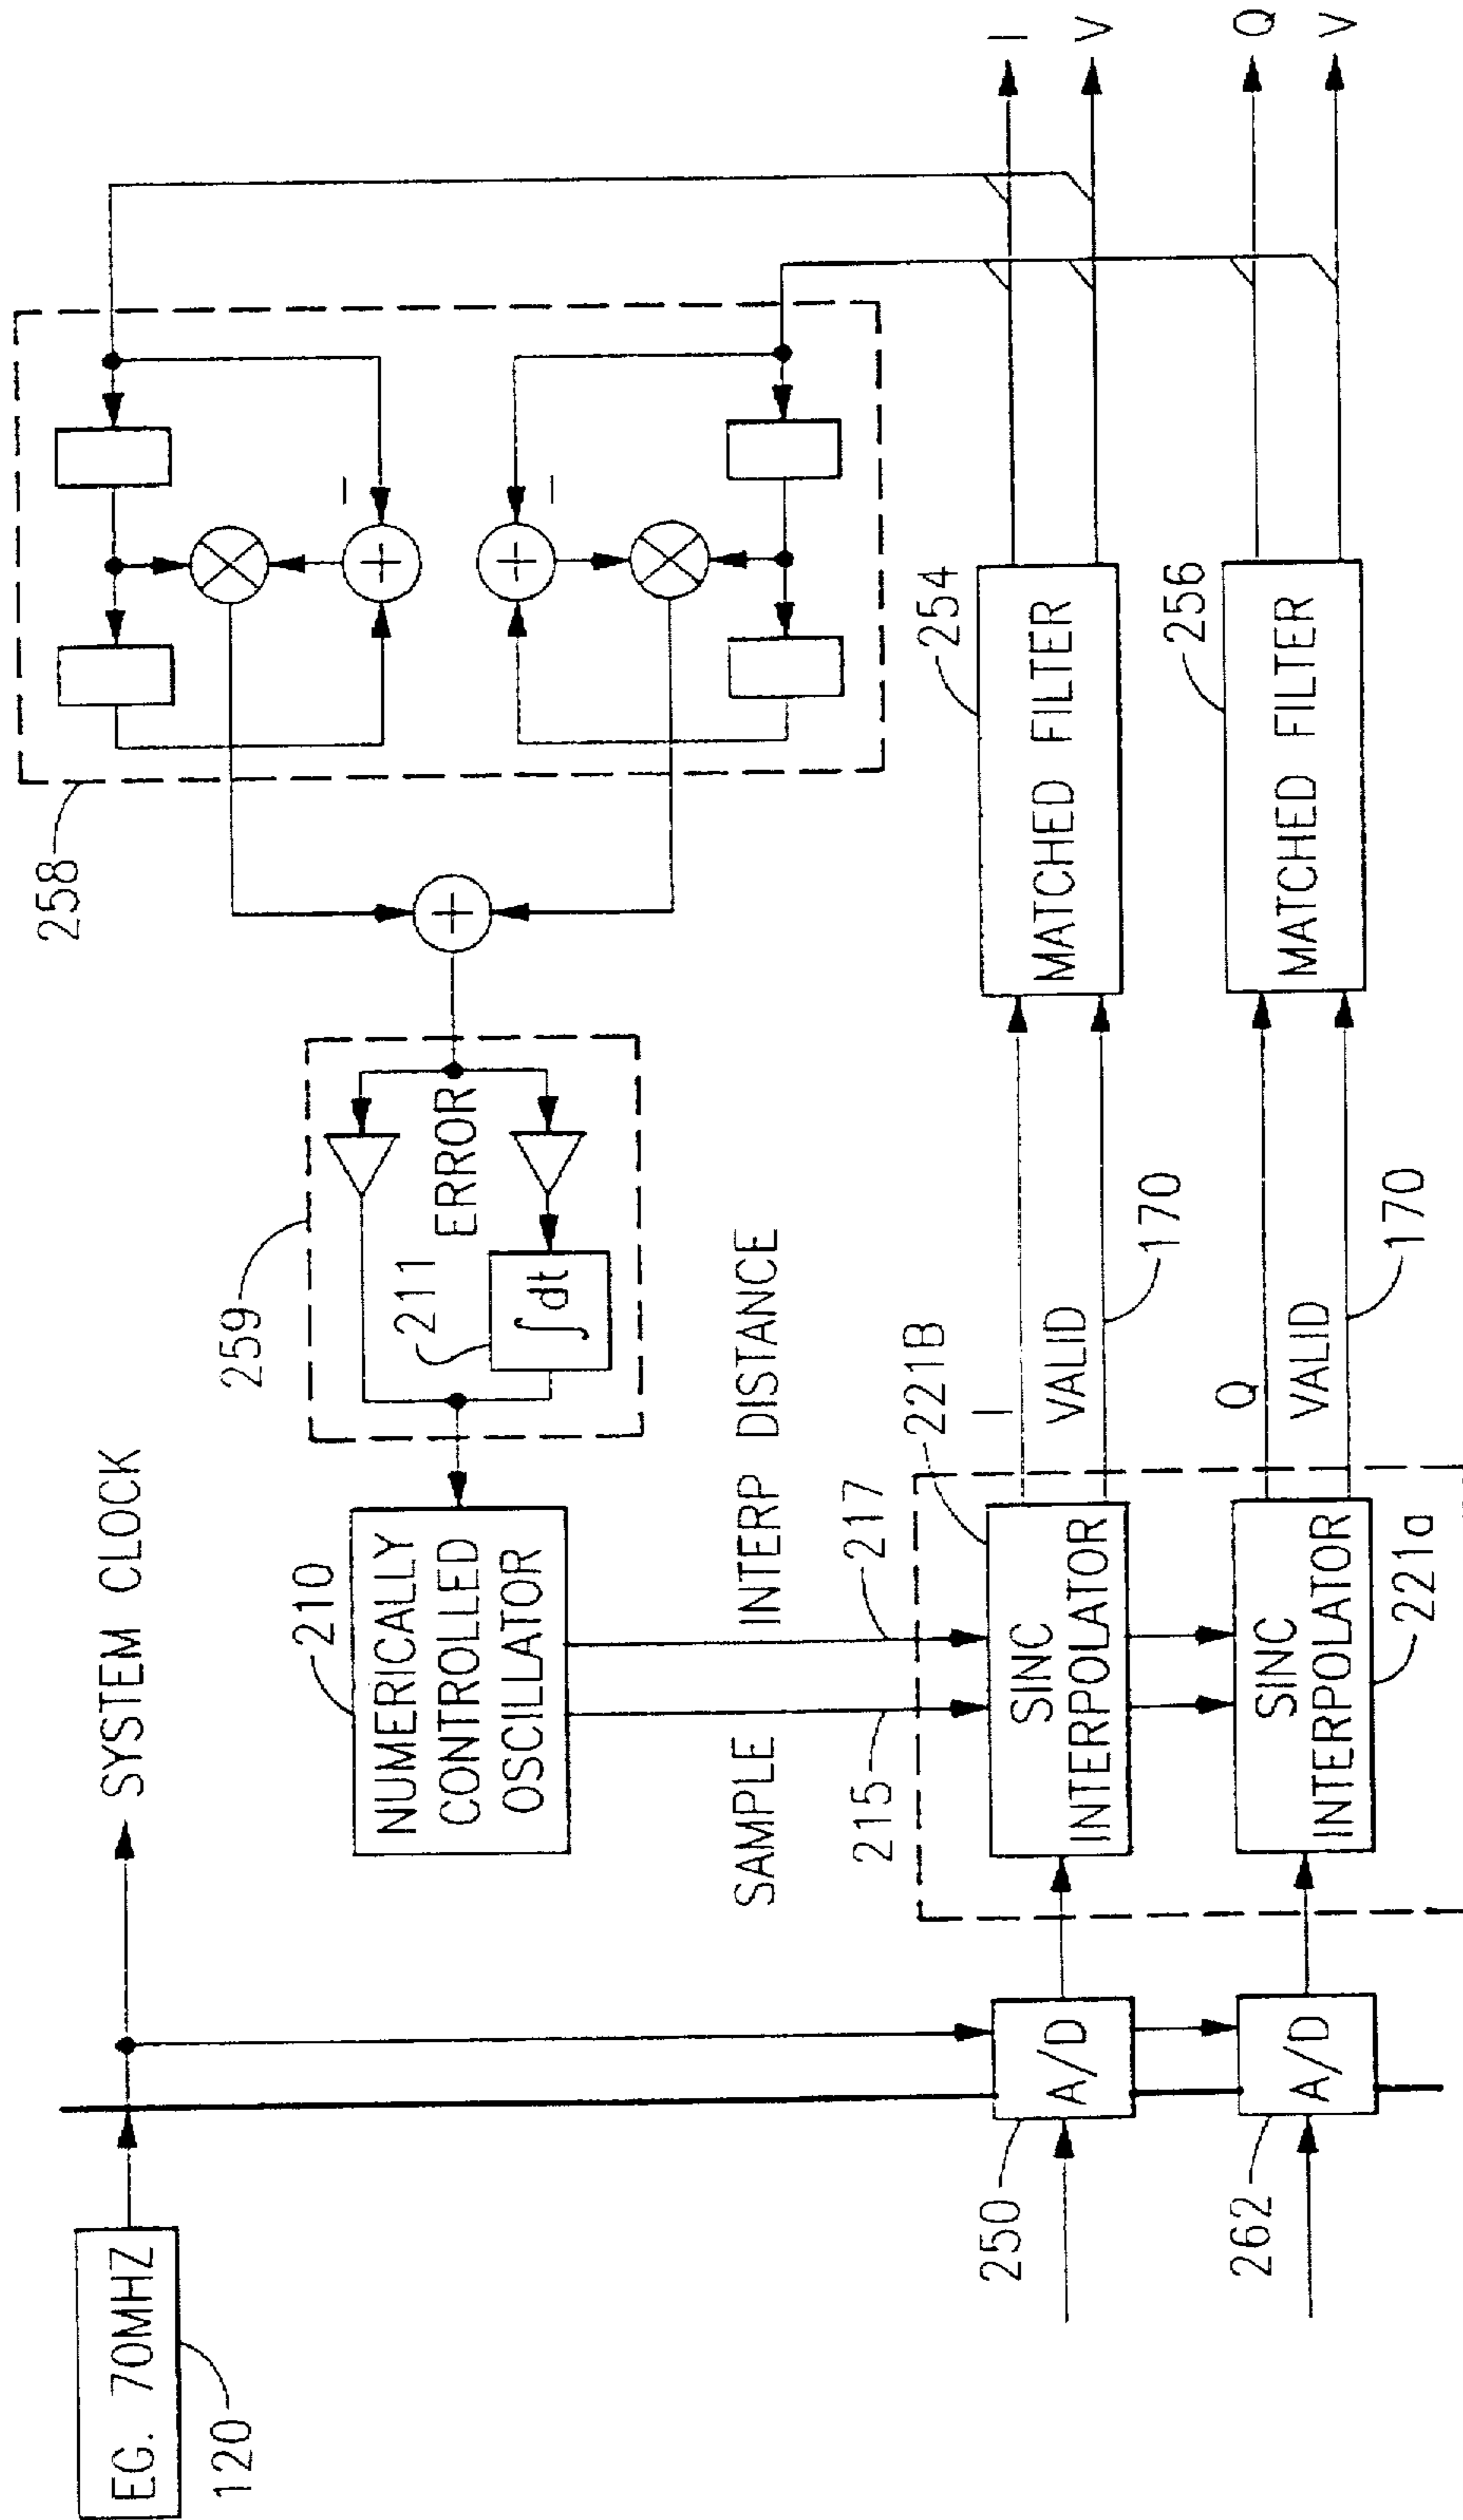 EG. 70MHZ
120
SYSTEM CLOCK
258
259
210
NUMERICALLY
CONTROLLED
OSCILLATOR
211
ERROR
∫dt
SAMPLE
INTERP DISTANCE
215
217
221B
254
250
A/D
SINC
INTERPOLATOR
I
VALID
170
MATCHED FILTER
I
V
256
262
A/D
SINC
INTERPOLATOR
221a
Q
VALID
170
MATCHED FILTER
Q
V